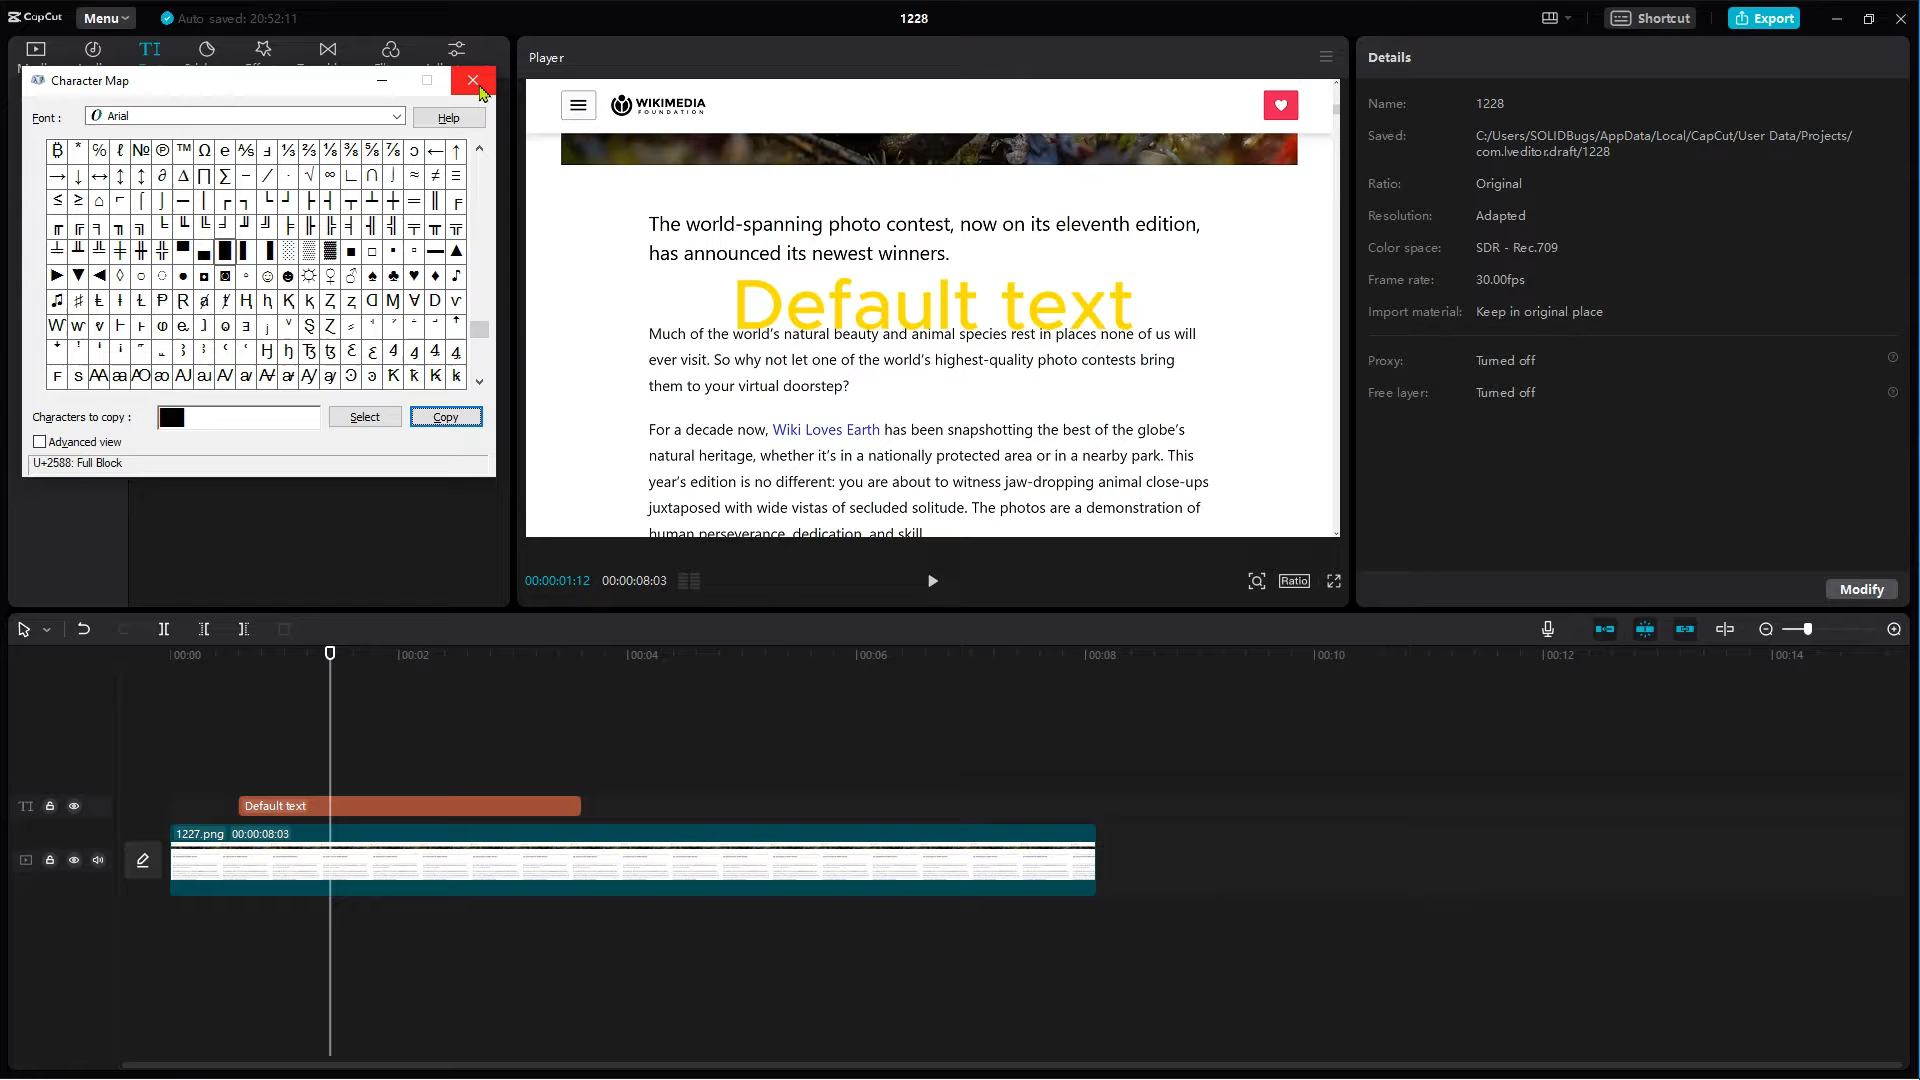 CapCut
Menu
Auto saved: 20:52:11
1228
Shortcut
Export
TI
Character Map
Font :
Arial
Help
Characters to copy :
█
Select
Copy
Advanced view
U+2588: Full Block
Player
WIKIMEDIA
FOUNDATION
The world-spanning photo contest, now on its eleventh edition,
has announced its newest winners.
Default text
Much of the world's natural beauty and animal species rest in places none of us will
ever visit. So why not let one of the world's highest-quality photo contests bring
them to your virtual doorstep?
For a decade now, Wiki Loves Earth has been snapshotting the best of the globe's
natural heritage, whether it's in a nationally protected area or in a nearby park. This
year's edition is no different: you are about to witness jaw-dropping animal close-ups
juxtaposed with wide vistas of secluded solitude. The photos are a demonstration of
human perseverance, dedication, and skill.
00:00:01:12 00:00:08:03
Ratio
Details
Name: 1228
Saved: C:/Users/SOLIDBugs/AppData/Local/CapCut/User Data/Projects/
com.lveditor.draft/1228
Ratio: Original
Resolution: Adapted
Color space: SDR - Rec.709
Frame rate: 30.00fps
Import material: Keep in original place
Proxy: Turned off
Free layer: Turned off
Modify
00:00 00:02 00:04 00:06 00:08 00:10 00:12 00:14
TI
Default text
1227.png 00:00:08:03